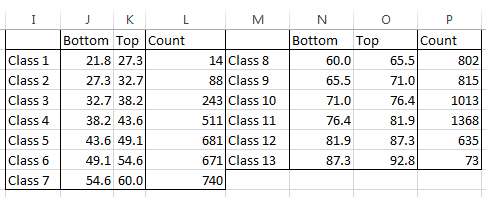 I J K L M N O P
Bottom Top Count Bottom Top Count
Class 1 21.8 27.3 14 Class 8 60.0 65.5 802
Class 2 27.3 32.7 88 Class 9 65.5 71.0 815
Class 3 32.7 38.2 243 Class 10 71.0 76.4 1013
Class 4 38.2 43.6 511 Class 11 76.4 81.9 1368
Class 5 43.6 49.1 681 Class 12 81.9 87.3 635
Class 6 49.1 54.6 671 Class 13 87.3 92.8 73
Class 7 54.6 60.0 740